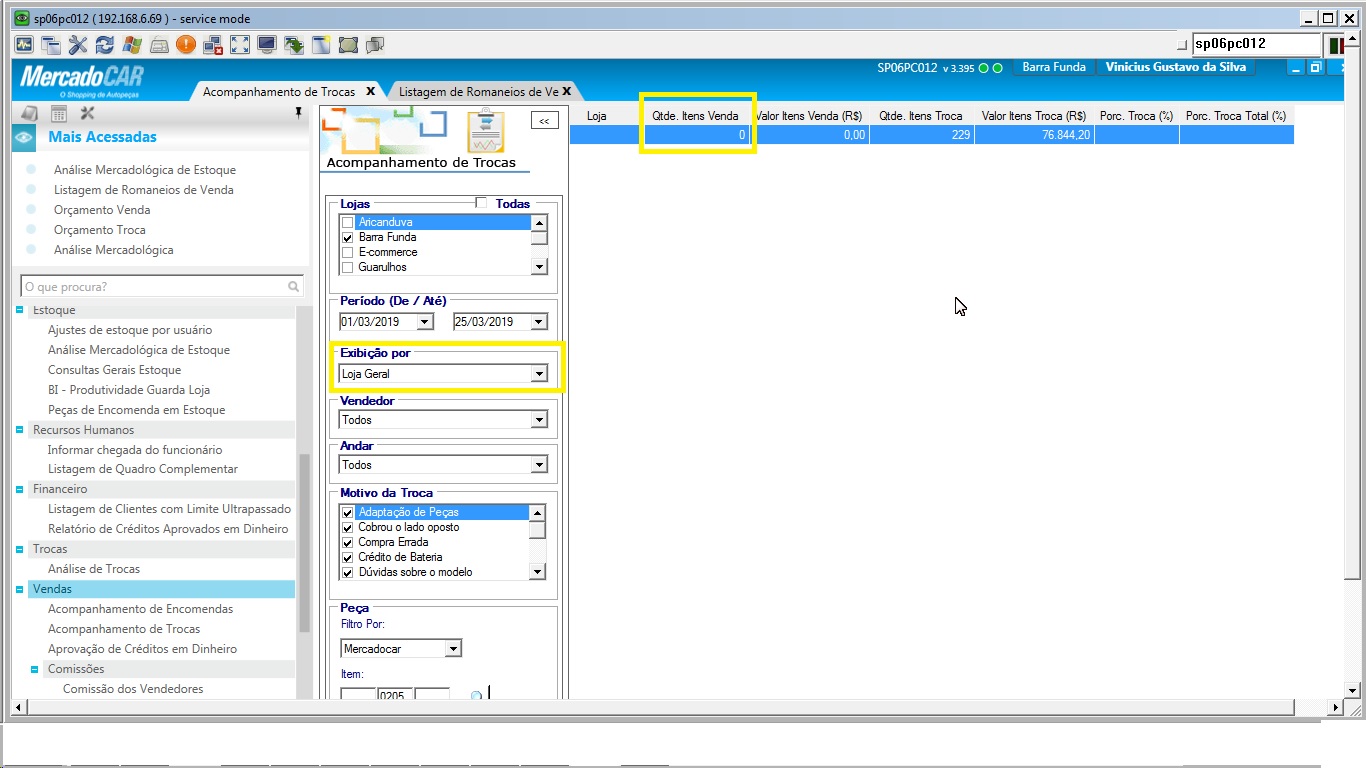 sp06pc012 ( 192.168.6.69 ) - service mode
sp06pc012
MercadoCAR
O Shopping da Autopeças
SP06PC012 v 3.395 Barra Funda Vinicius Gustavo da Silva
Acompanhamento de Trocas X Listagem de Romaneios de Ve X
Mais Acessadas
Análise Mercadológica de Estoque
Listagem de Romaneios de Venda
Orçamento Venda
Orçamento Troca
Análise Mercadológica
O que procura?
Estoque
Ajustes de estoque por usuário
Análise Mercadológica de Estoque
Consultas Gerais Estoque
BI - Produtividade Guarda Loja
Peças de Encomenda em Estoque
Recursos Humanos
Informar chegada do funcionário
Listagem de Quadro Complementar
Financeiro
Listagem de Clientes com Limite Ultrapassado
Relatório de Créditos Aprovados em Dinheiro
Trocas
Análise de Trocas
Vendas
Acompanhamento de Encomendas
Acompanhamento de Trocas
Aprovação de Créditos em Dinheiro
Comissões
Comissão dos Vendedores
<<
Acompanhamento de Trocas
Lojas Todas
Aricanduva
Barra Funda
E-commerce
Guarulhos
Período (De / Até)
01/03/2019 25/03/2019
Exibição por
Loja Geral
Vendedor
Todos
Andar
Todos
Motivo da Troca
Adaptação de Peças
Cobrou o lado oposto
Compra Errada
Crédito de Bateria
Dúvidas sobre o modelo
Peça
Filtro Por:
Mercadocar
Item:
0205
Loja Qtde. Itens Venda Valor Itens Venda (R$) Qtde. Itens Troca Valor Itens Troca (R$) Porc. Troca (%) Porc. Troca Total (%)
0 0,00 229 76.844,20